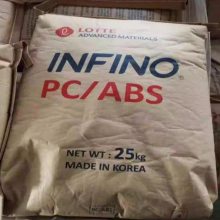 LOTTE
ADVANCED MATERIALS
INFINO®
PC/ABS
NET WT : 25kg
MADE IN KOREA